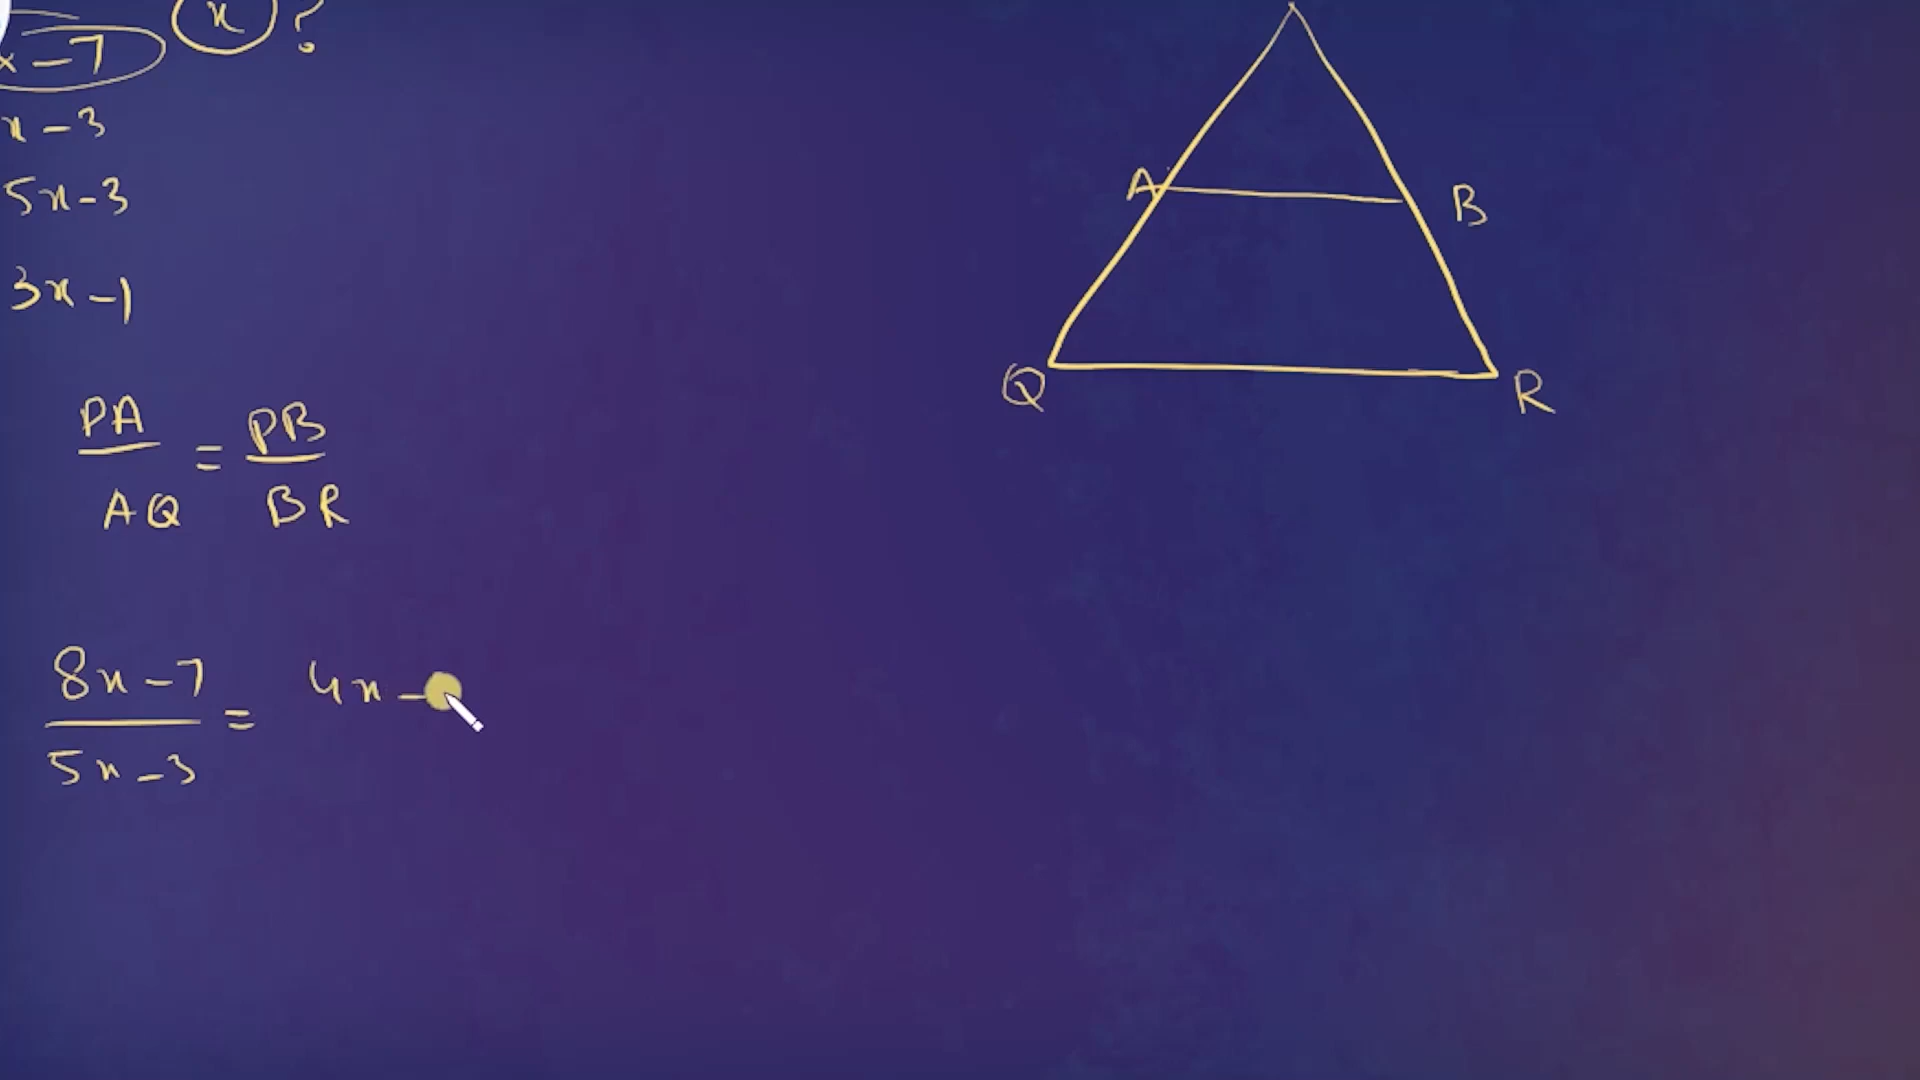 x ?
x - 7
x - 3
5x - 3
3x - 1
PA = PB
AQ BR
8x - 7 = 4x -
5x - 3
A B
Q R